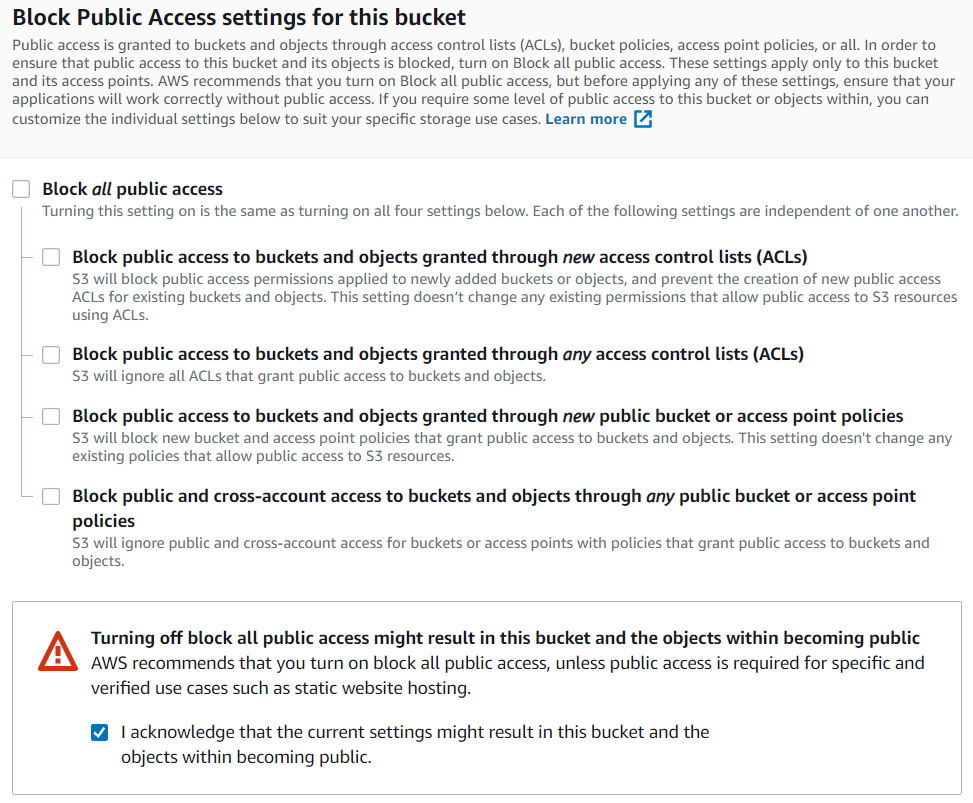 Block Public Access settings for this bucket
Public access is granted to buckets and objects through access control lists (ACLs), bucket policies, access point policies, or all. In order to
ensure that public access to this bucket and its objects is blocked, turn on Block all public access. These settings apply only to this bucket
and its access points. AWS recommends that you turn on Block all public access, but before applying any of these settings, ensure that your
applications will work correctly without public access. If you require some level of public access to this bucket or objects within, you can
customize the individual settings below to suit your specific storage use cases. Learn more
Block all public access
Turning this setting on is the same as turning on all four settings below. Each of the following settings are independent of one another.
Block public access to buckets and objects granted through new access control lists (ACLs)
S3 will block public access permissions applied to newly added buckets or objects, and prevent the creation of new public access
ACLs for existing buckets and objects. This setting doesn't change any existing permissions that allow public access to S3 resources
using ACLs.
Block public access to buckets and objects granted through any access control lists (ACLs)
S3 will ignore all ACLs that grant public access to buckets and objects.
Block public access to buckets and objects granted through new public bucket or access point policies
S3 will block new bucket and access point policies that grant public access to buckets and objects. This setting doesn't change any
existing policies that allow public access to S3 resources.
Block public and cross-account access to buckets and objects through any public bucket or access point
policies
S3 will ignore public and cross-account access for buckets or access points with policies that grant public access to buckets and
objects.
Turning off block all public access might result in this bucket and the objects within becoming public
AWS recommends that you turn on block all public access, unless public access is required for specific and
verified use cases such as static website hosting.
I acknowledge that the current settings might result in this bucket and the
objects within becoming public.